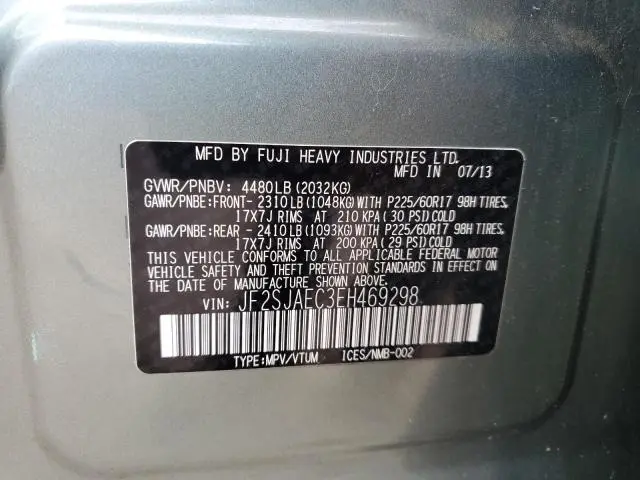 MFD BY FUJI HEAVY INDUSTRIES LTD.
MFD IN 07/13
GVWR/PNBV: 4480LB (2032KG)
GAWR/PNBE:FRONT- 2310LB(1048KG)WITH P225/60R17 98H TIRES,
17X7J RIMS AT 210 KPA ( 30 PSI)COLD
GAWR/PNBE:REAR - 2410LB(1093KG)WITH P225/60R17 98H TIRES,
17X7J RIMS AT 200 KPA ( 29 PSI)COLD
THIS VEHICLE CONFORMS TO ALL APPLICABLE FEDERAL MOTOR
VEHICLE SAFETY AND THEFT PREVENTION STANDARDS IN EFFECT
ON THE DATE OF MANUFACTURE SHOWN ABOVE.
VIN: JF2SJAEC3EH469298
TYPE:MPV/VTUM ICES/NMB-002